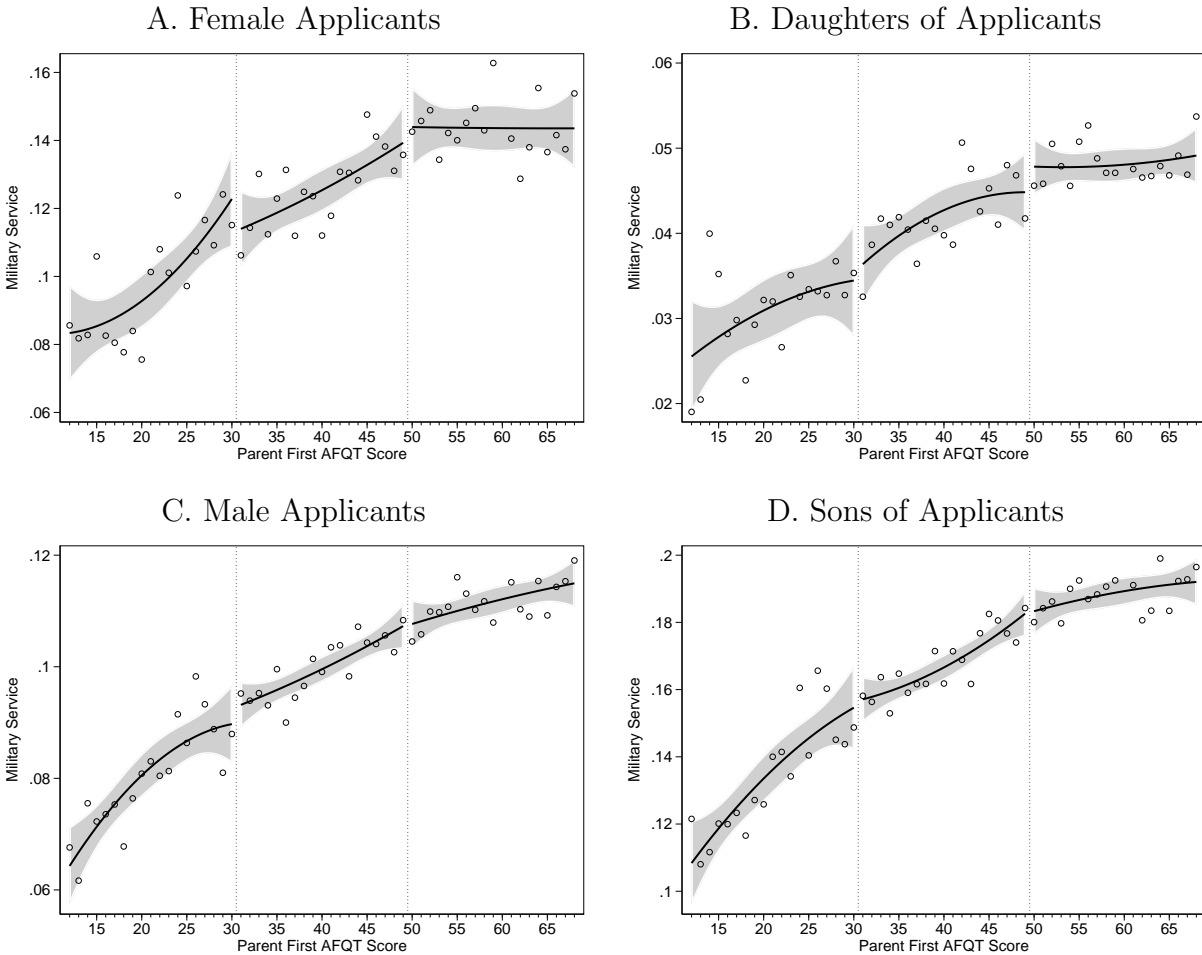 A. Female Applicants
.16
.14
.12
.1
.08
.06
Military Service
15 20 25 30 35 40 45 50 55 60 65
Parent First AFQT Score
B. Daughters of Applicants
.06
.05
.04
.03
.02
Military Service
15 20 25 30 35 40 45 50 55 60 65
Parent First AFQT Score
C. Male Applicants
.12
.1
.08
.06
Military Service
15 20 25 30 35 40 45 50 55 60 65
Parent First AFQT Score
D. Sons of Applicants
.2
.18
.16
.14
.12
.1
Military Service
15 20 25 30 35 40 45 50 55 60 65
Parent First AFQT Score